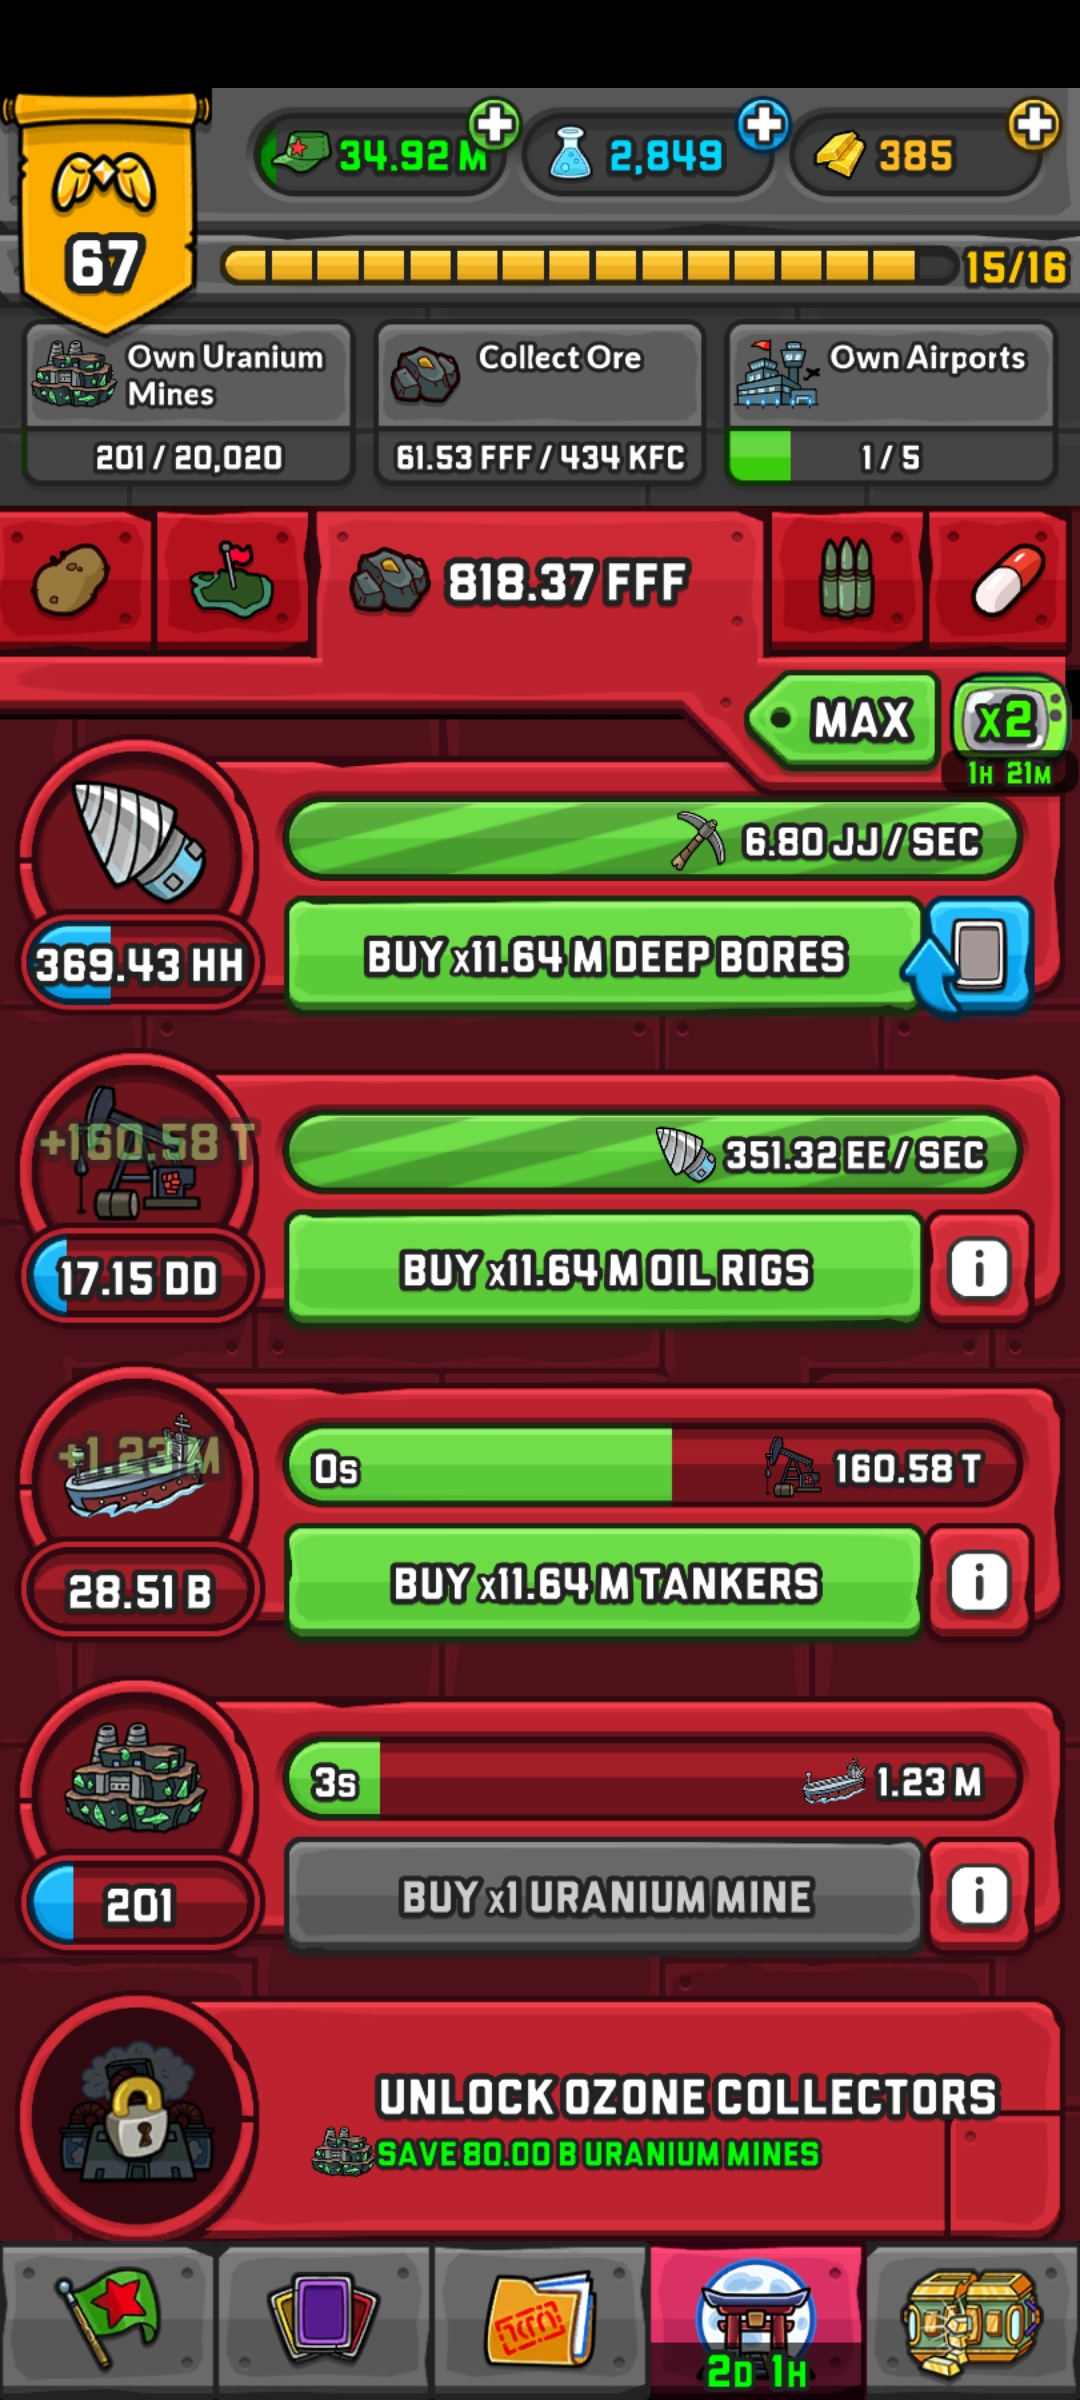 34.92 M
2,849
385
67
15/16
Own Uranium
Mines
201 / 20,020
Collect Ore
61.53 FFF / 434 KFC
Own Airports
1 / 5
818.37 FFF
MAX
x2
1H 21M
6.80 JJ / SEC
369.43 HH
BUY x11.64 M DEEP BORES
+160.58 T
351.32 EE / SEC
17.15 DD
BUY x11.64 M OIL RIGS
i
+1.23 M
0s
160.58 T
28.51 B
BUY x11.64 M TANKERS
i
3s
1.23 M
201
BUY x1 URANIUM MINE
i
UNLOCK OZONE COLLECTORS
SAVE 80.00 B URANIUM MINES
2D 1H